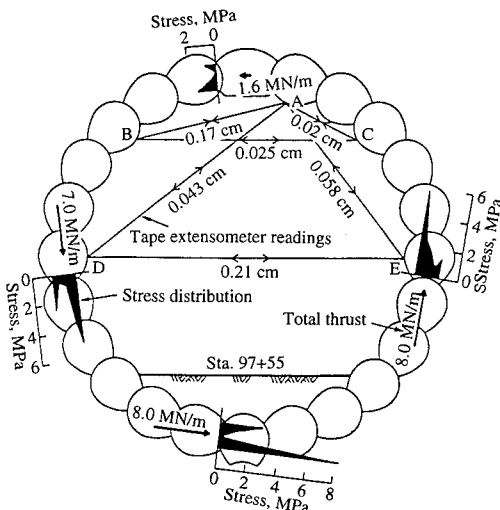 Stress, MPa
2 0
1.6 MN/m
A
B
C
0.17 cm
0.02 cm
0.025 cm
0.043 cm
0.058 cm
7.0 MN/m
Tape extensometer readings
D
E
0.21 cm
Stress, MPa
0
2
4
6
Stress distribution
SStress, MPa
6
4
2
0
Total thrust
8.0 MN/m
Sta. 97+55
8.0 MN/m
0 2 4 6 8
Stress, MPa